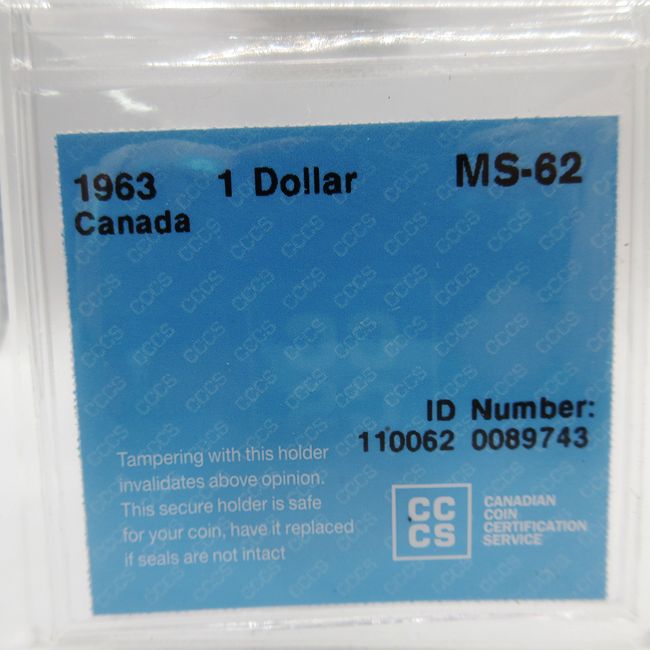 1963 1 Dollar MS-62
Canada
ID Number:
110062 0089743
Tampering with this holder
invalidates above opinion.
This secure holder is safe
for your coin, have it replaced
if seals are not intact
CC
CS
CANADIAN
COIN
CERTIFICATION
SERVICE